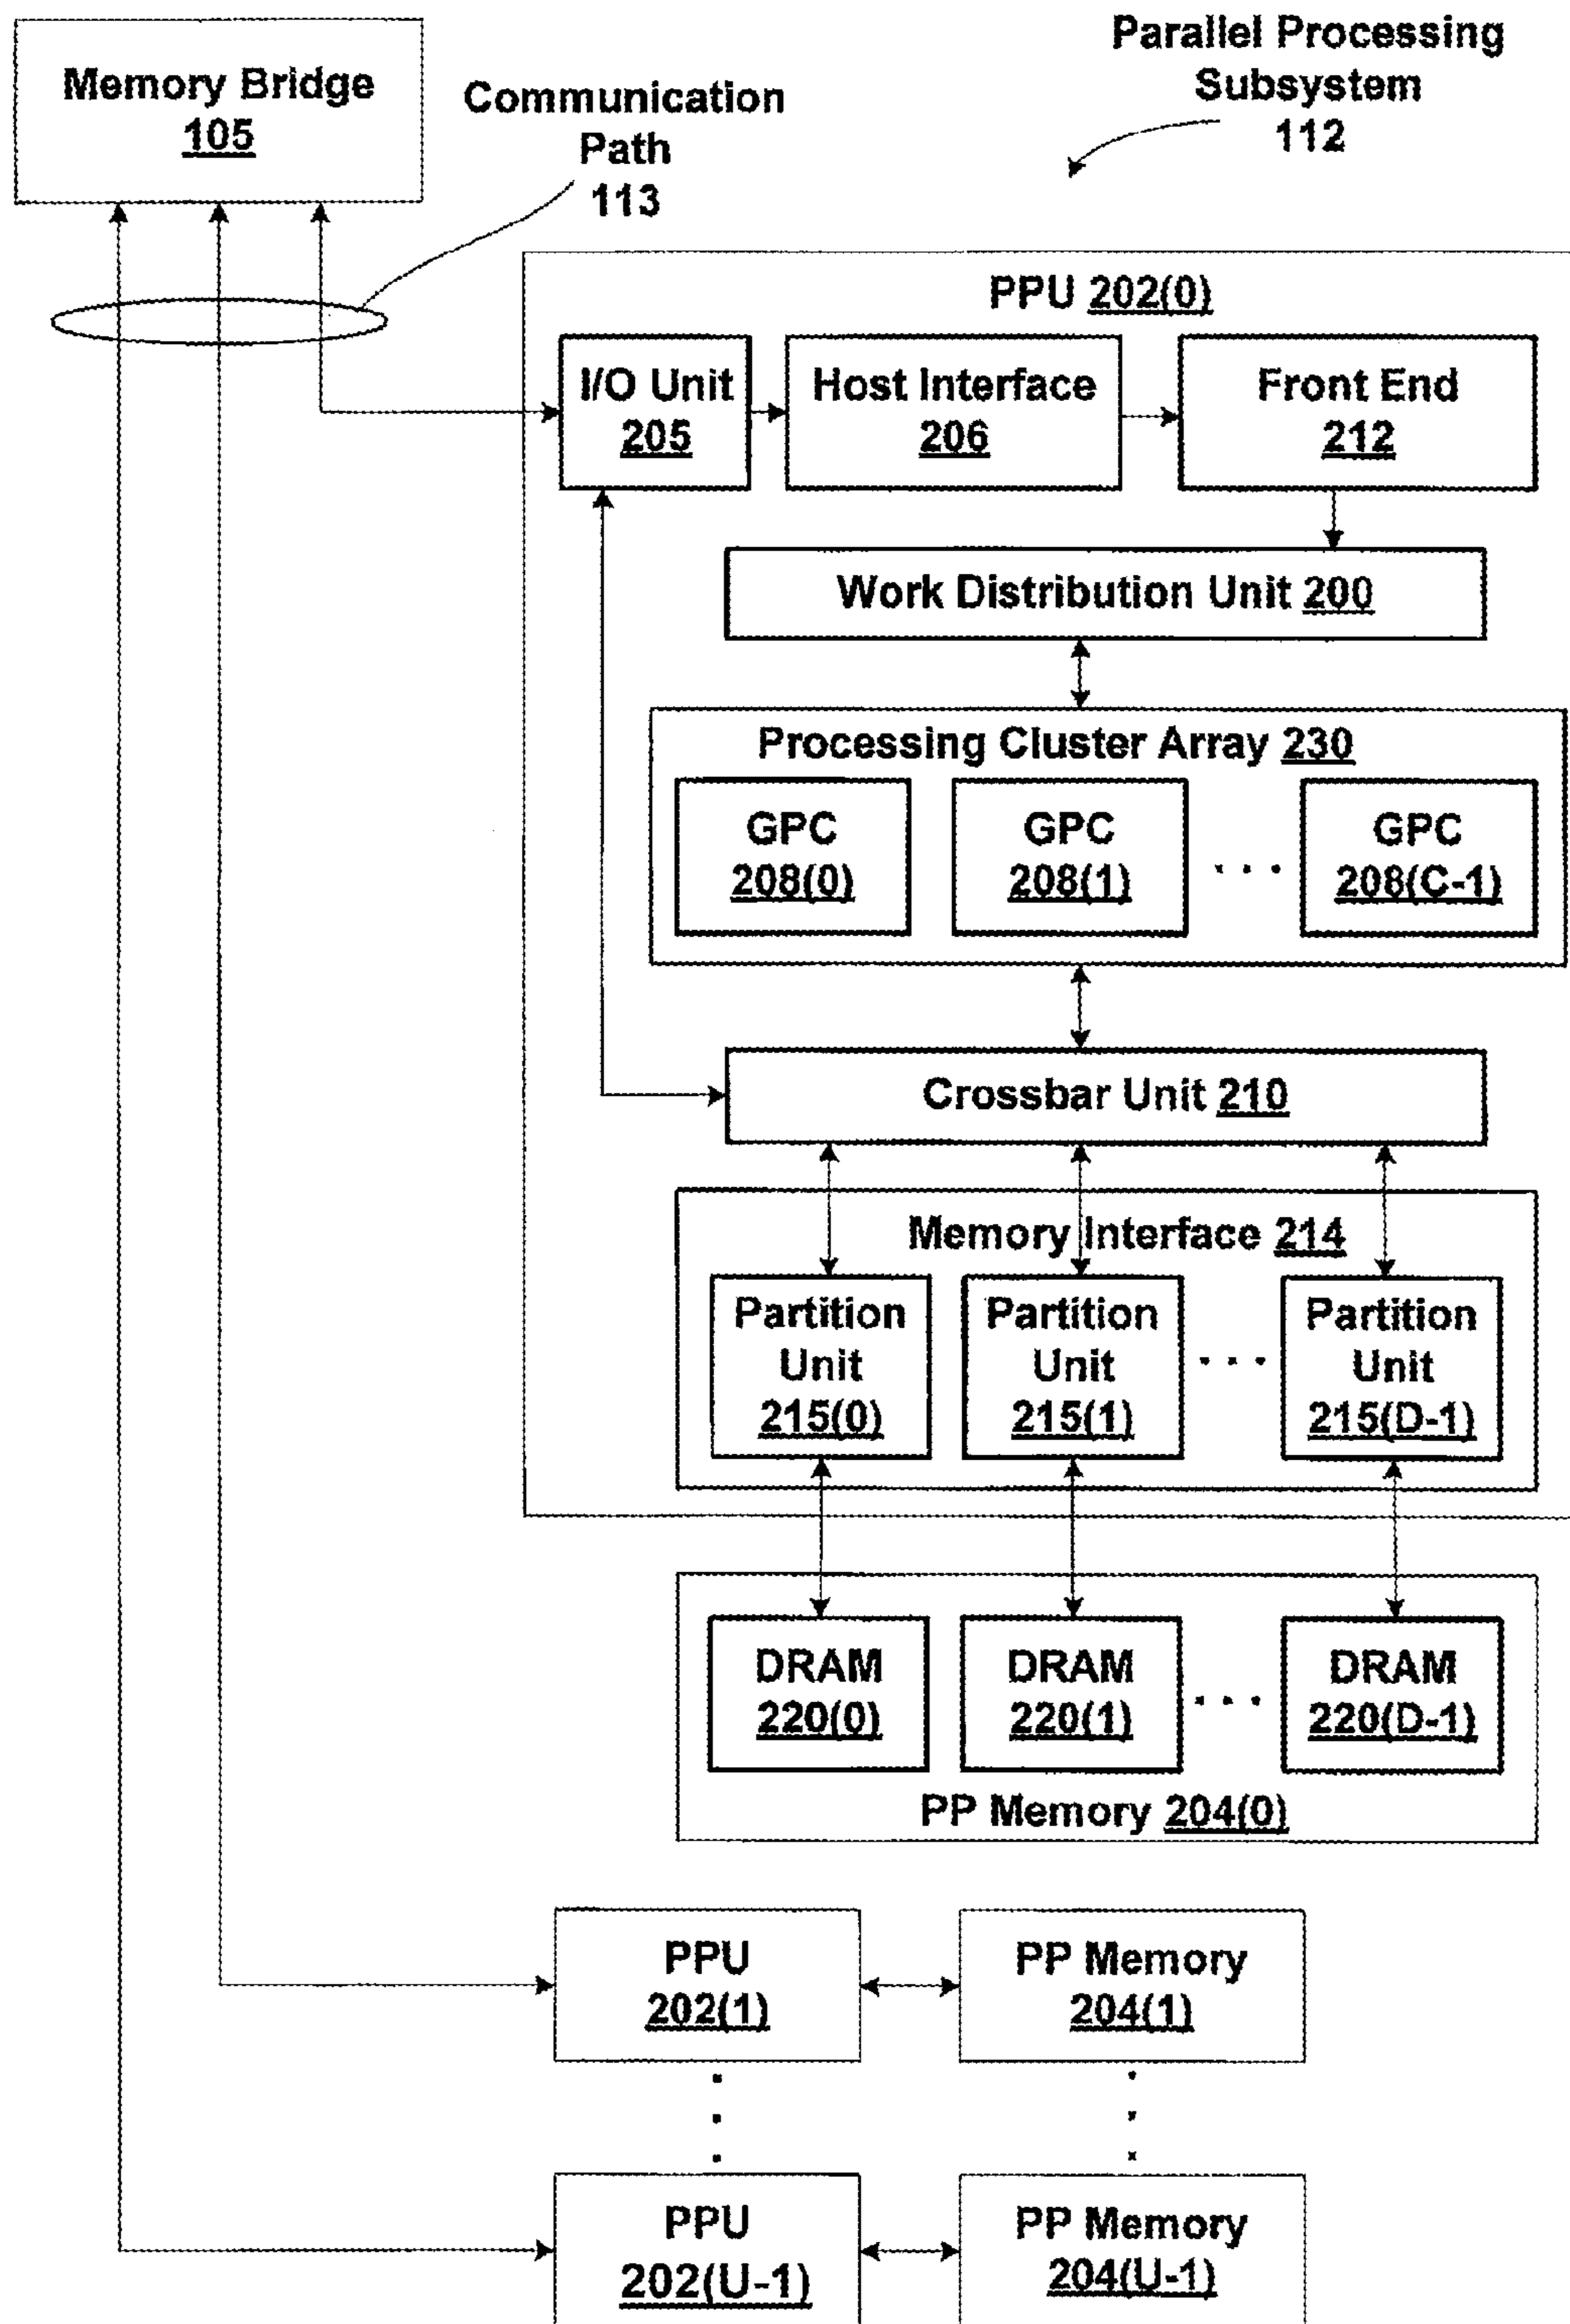 Memory Bridge
105
Communication
Path
113
Parallel Processing
Subsystem
112
PPU 202(0)
I/O Unit
205
Host Interface
206
Front End
212
Work Distribution Unit 200
Processing Cluster Array 230
GPC
208(0)
GPC
208(1)
. . .
GPC
208(C-1)
Crossbar Unit 210
Memory Interface 214
Partition
Unit
215(0)
Partition
Unit
215(1)
. . .
Partition
Unit
215(D-1)
DRAM
220(0)
DRAM
220(1)
. . .
DRAM
220(D-1)
PP Memory 204(0)
PPU
202(1)
PP Memory
204(1)
PPU
202(U-1)
PP Memory
204(U-1)